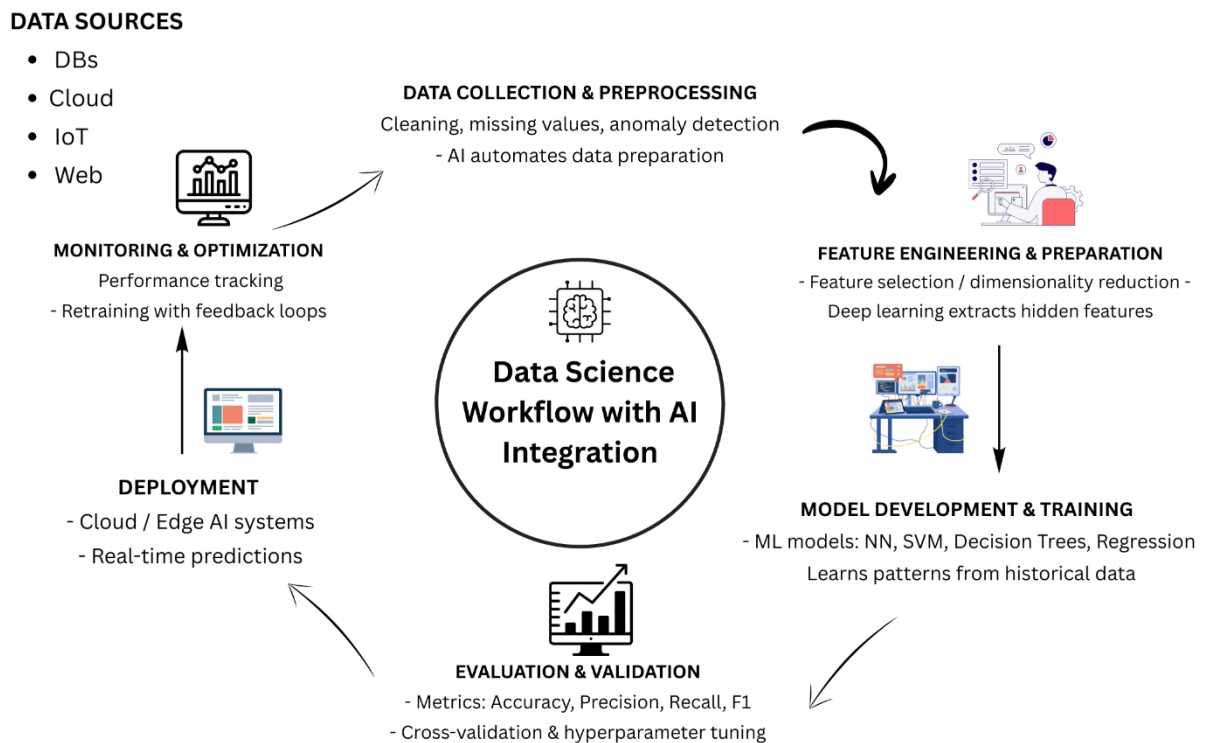 DATA SOURCES
• DBs
• Cloud
• IoT
• Web
DATA COLLECTION & PREPROCESSING
Cleaning, missing values, anomaly detection
- AI automates data preparation
FEATURE ENGINEERING & PREPARATION
- Feature selection / dimensionality reduction -
Deep learning extracts hidden features
MODEL DEVELOPMENT & TRAINING
- ML models: NN, SVM, Decision Trees, Regression
Learns patterns from historical data
EVALUATION & VALIDATION
- Metrics: Accuracy, Precision, Recall, F1
- Cross-validation & hyperparameter tuning
DEPLOYMENT
- Cloud / Edge AI systems
- Real-time predictions
MONITORING & OPTIMIZATION
Performance tracking
- Retraining with feedback loops
Data Science
Workflow with AI
Integration